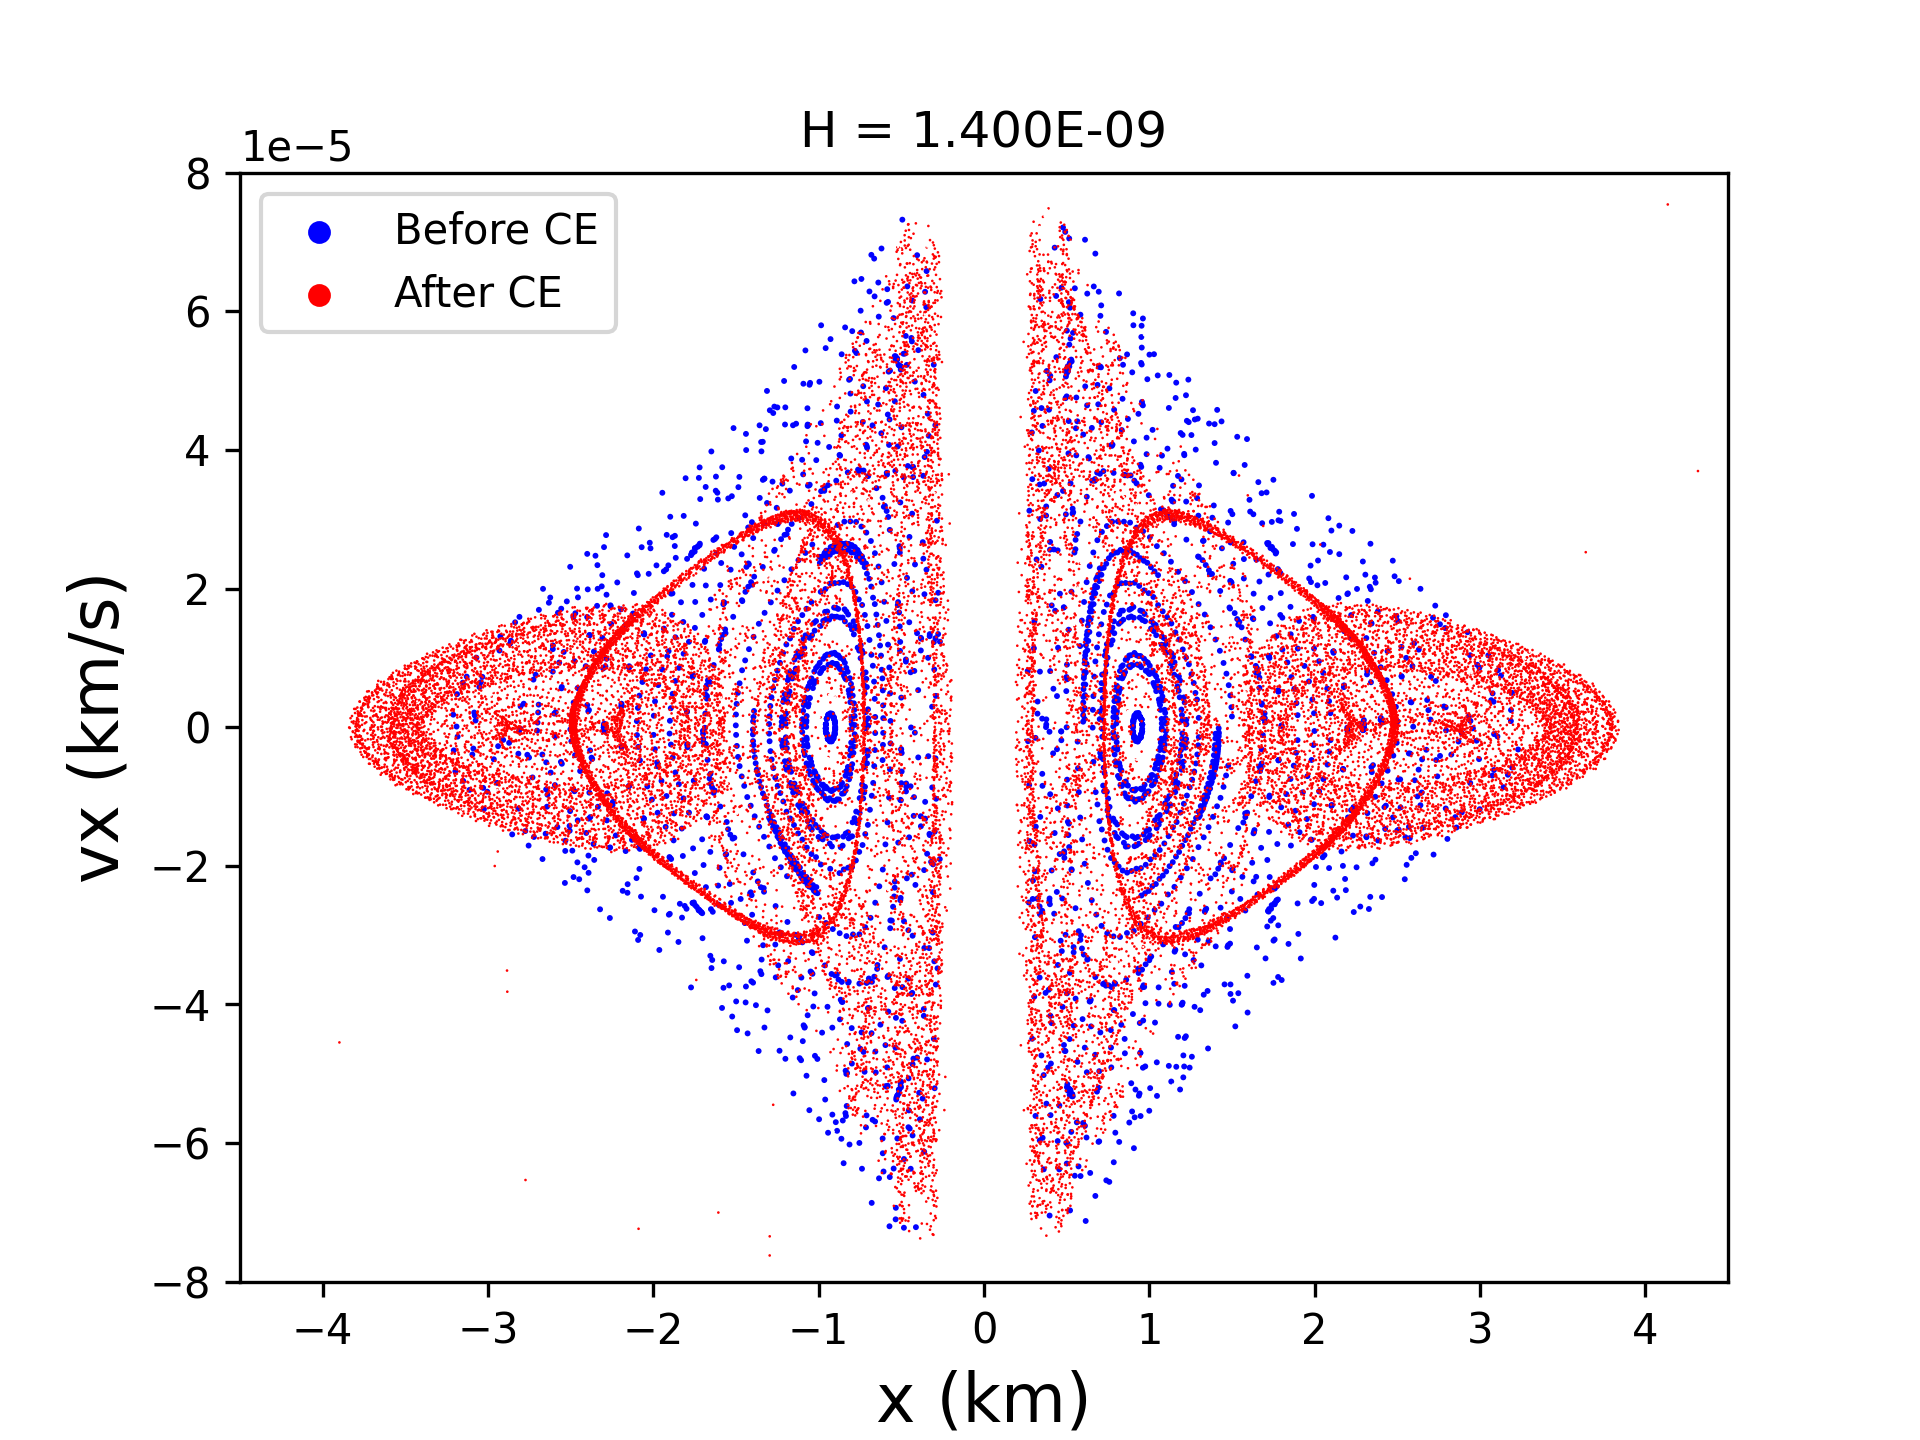 H = 1.400E-09
1e−5
Before CE
After CE
8
6
4
2
0
−2
−4
−6
−8
vx (km/s)
−4 −3 −2 −1 0 1 2 3 4
x (km)